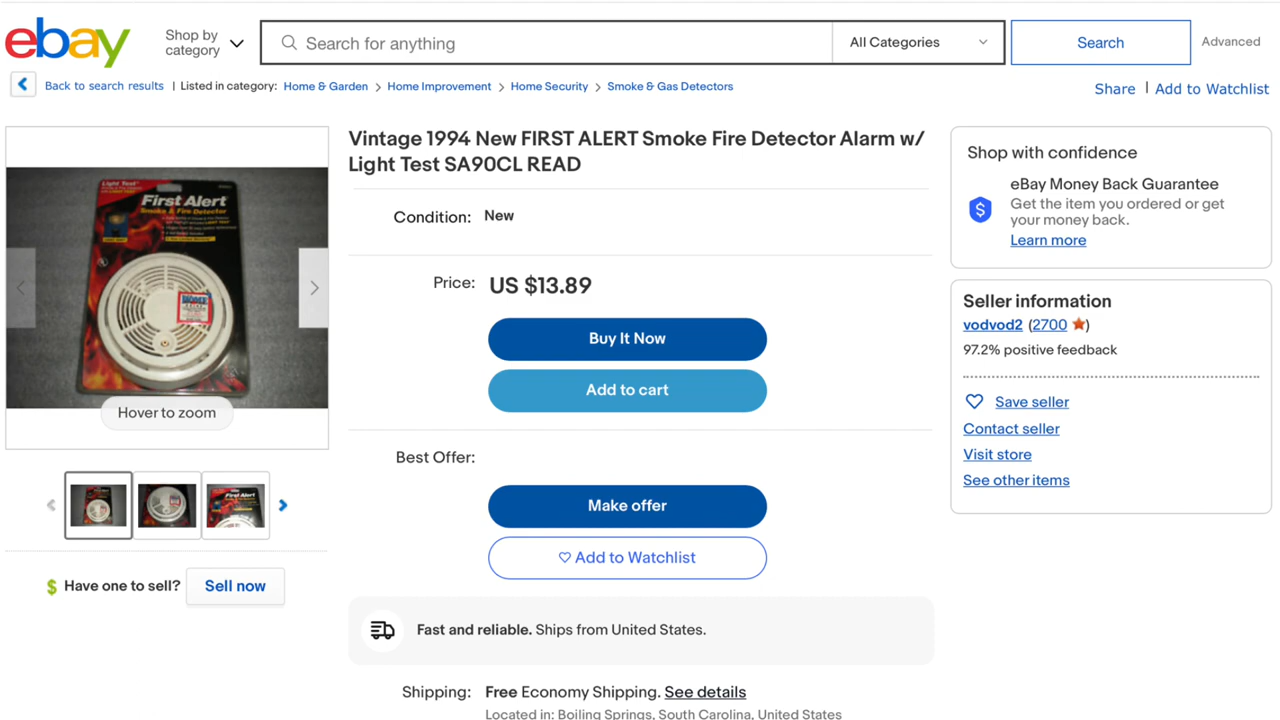 ebay
Shop by
category
Search for anything
All Categories
Search
Advanced
Back to search results | Listed in category: Home & Garden > Home Improvement > Home Security > Smoke & Gas Detectors
Share | Add to Watchlist
Vintage 1994 New FIRST ALERT Smoke Fire Detector Alarm w/
Light Test SA90CL READ
Condition: New
Price: US $13.89
Buy It Now
Add to cart
Best Offer:
Make offer
Add to Watchlist
Fast and reliable. Ships from United States.
Shipping: Free Economy Shipping. See details
Located in: Boiling Springs, South Carolina, United States
Light Test
First Alert
Smoke & Fire Detector
Hover to zoom
First Alert
$ Have one to sell? Sell now
Shop with confidence
eBay Money Back Guarantee
Get the item you ordered or get
your money back.
Learn more
Seller information
vodvod2 (2700)
97.2% positive feedback
Save seller
Contact seller
Visit store
See other items